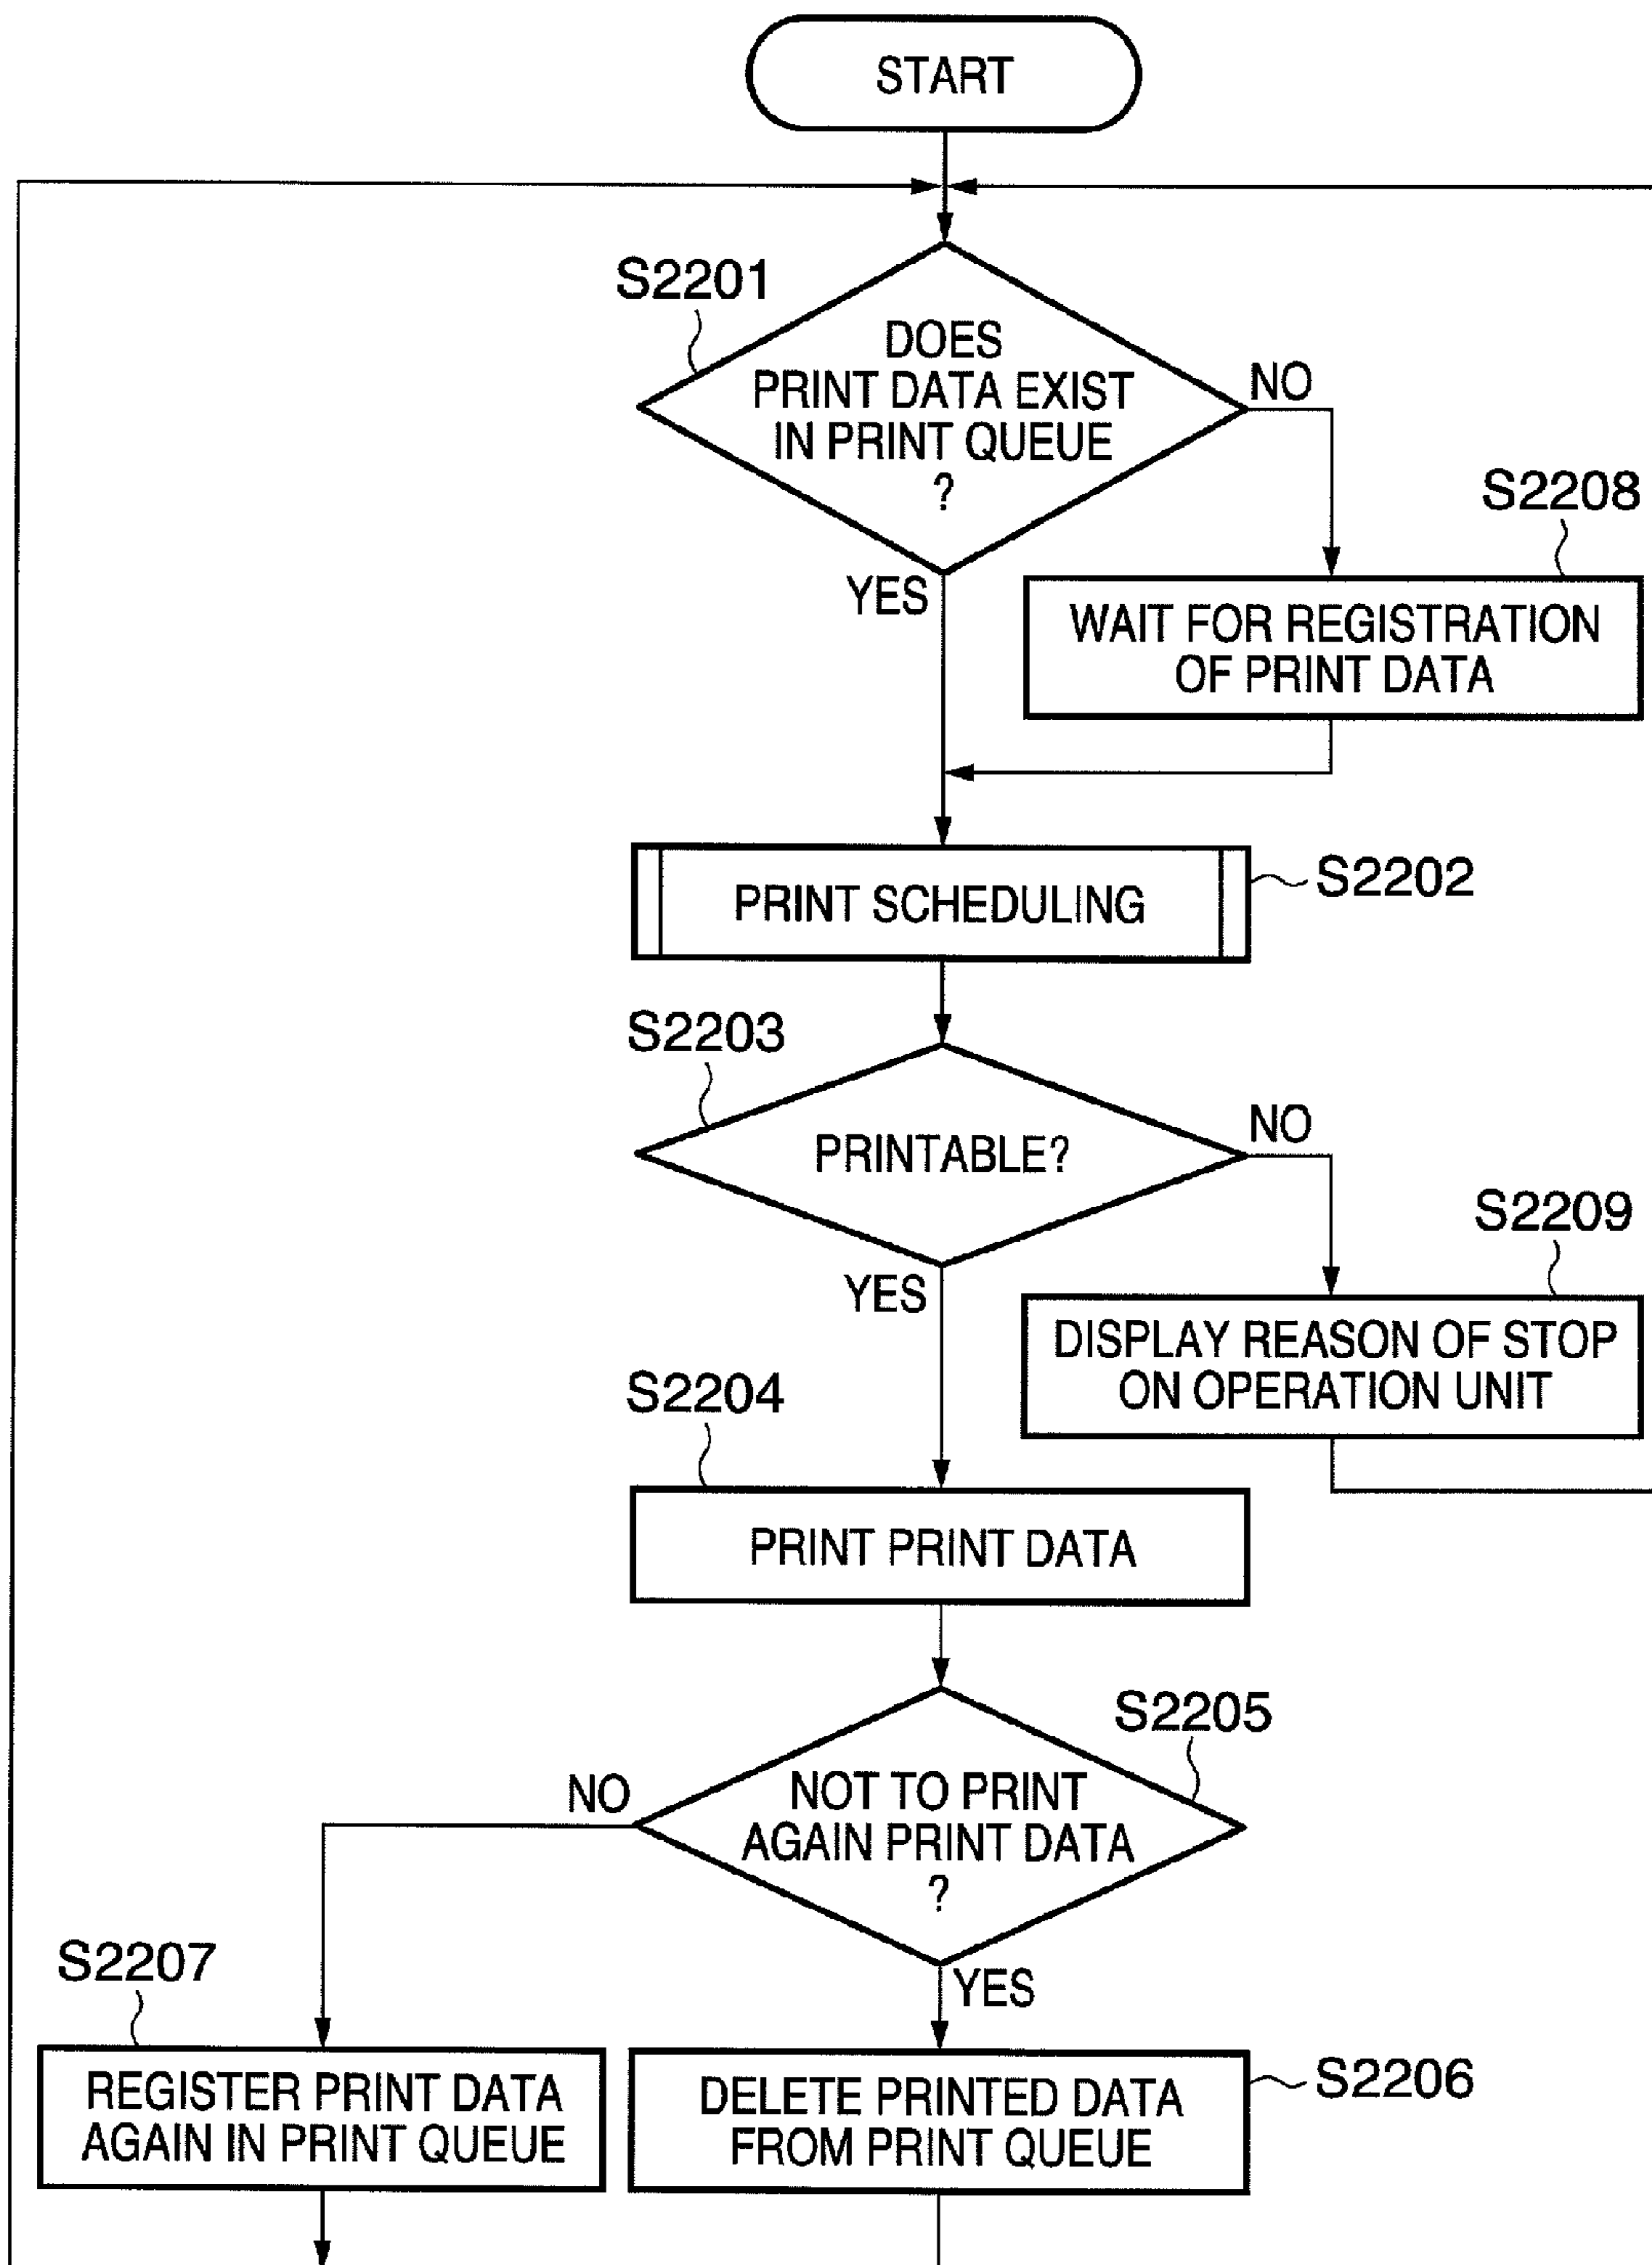 START
S2201
DOES
PRINT DATA EXIST
IN PRINT QUEUE
?
NO
YES
S2208
WAIT FOR REGISTRATION
OF PRINT DATA
PRINT SCHEDULING
S2202
S2203
PRINTABLE?
NO
YES
S2209
DISPLAY REASON OF STOP
ON OPERATION UNIT
S2204
PRINT PRINT DATA
S2205
NOT TO PRINT
AGAIN PRINT DATA
?
NO
YES
S2207
REGISTER PRINT DATA
AGAIN IN PRINT QUEUE
DELETE PRINTED DATA
FROM PRINT QUEUE
S2206